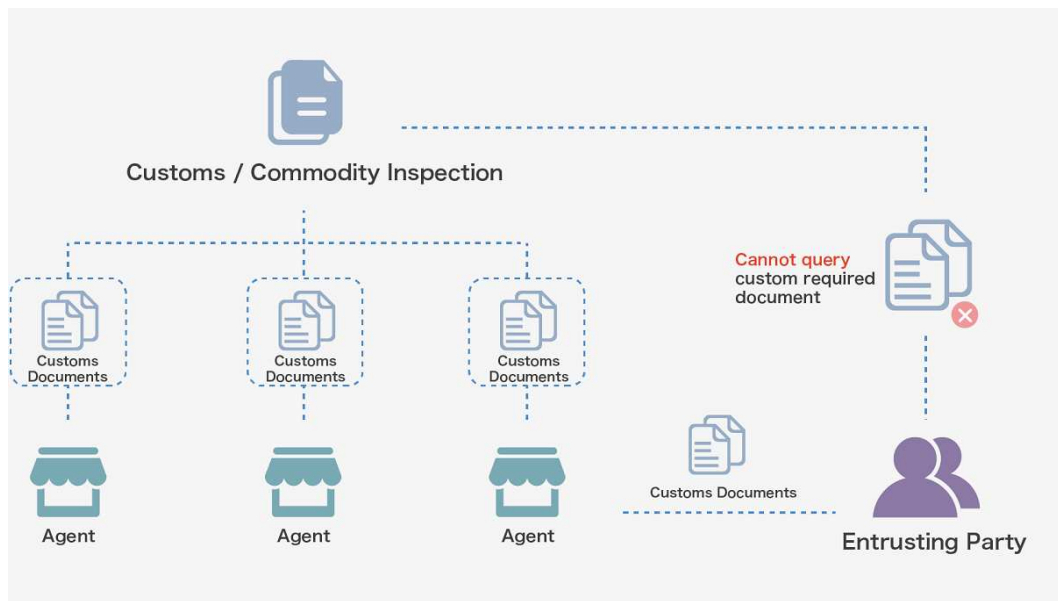 Customs / Commodity Inspection
Cannot query
custom required
document
Customs
Documents
Customs
Documents
Customs
Documents
Customs Documents
Agent
Agent
Agent
Entrusting Party